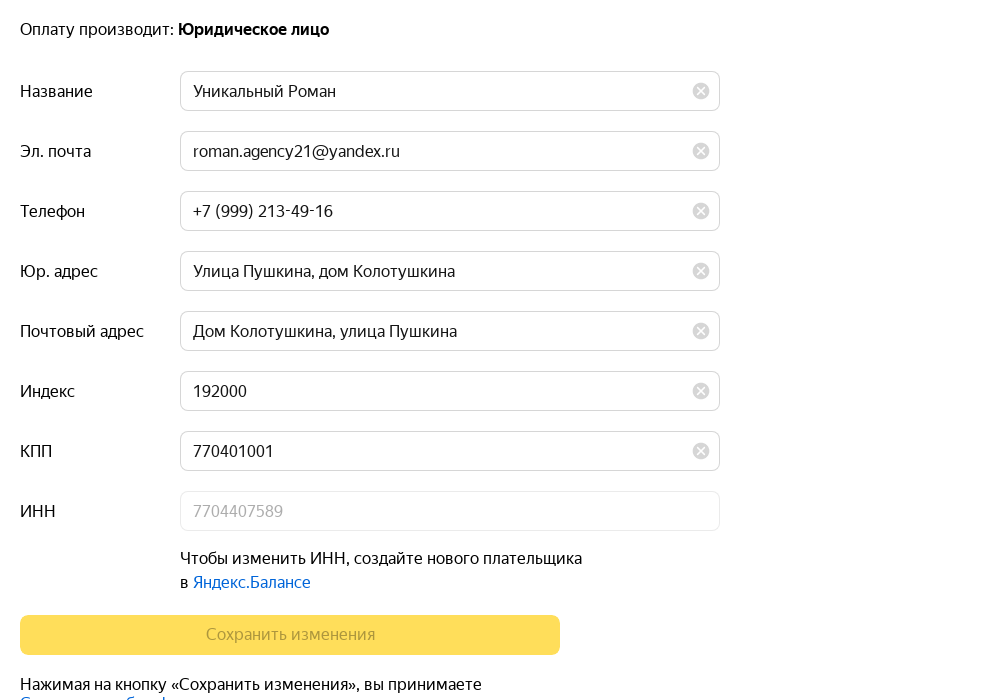 Оплату производит: Юридическое лицо
Название
Уникальный Роман
Эл. почта
roman.agency21@yandex.ru
Телефон
+7 (999) 213-49-16
Юр. адрес
Улица Пушкина, дом Колотушкина
Почтовый адрес
Дом Колотушкина, улица Пушкина
Индекс
192000
КПП
770401001
ИНН
7704407589
Чтобы изменить ИНН, создайте нового плательщика
в Яндекс.Балансе
Сохранить изменения
Нажимая на кнопку «Сохранить изменения», вы принимаете